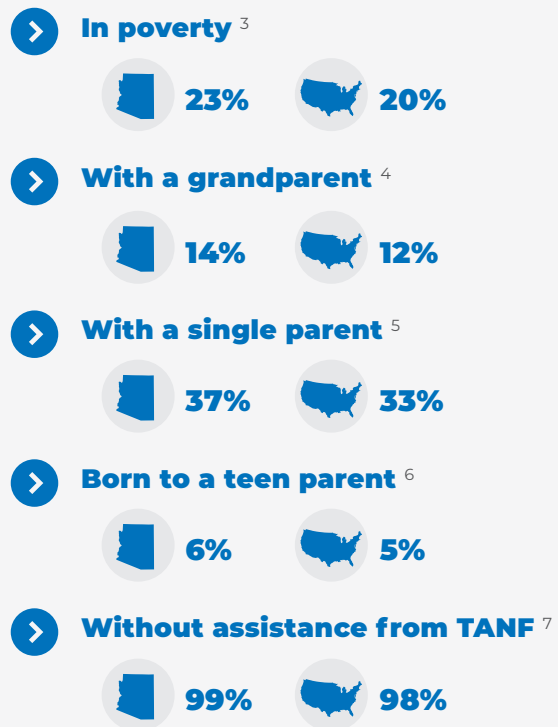 In poverty 3
23% 20%
With a grandparent 4
14% 12%
With a single parent 5
37% 33%
Born to a teen parent 6
6% 5%
Without assistance from TANF 7
99% 98%